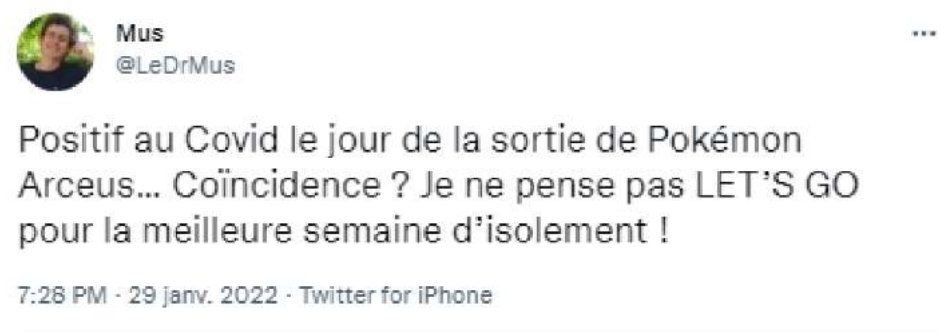 Mus
@LeDrMus
Positif au Covid le jour de la sortie de Pokémon
Arceus... Coïncidence ? Je ne pense pas LET'S GO
pour la meilleure semaine d'isolement !
7:28 PM · 29 janv. 2022 · Twitter for iPhone